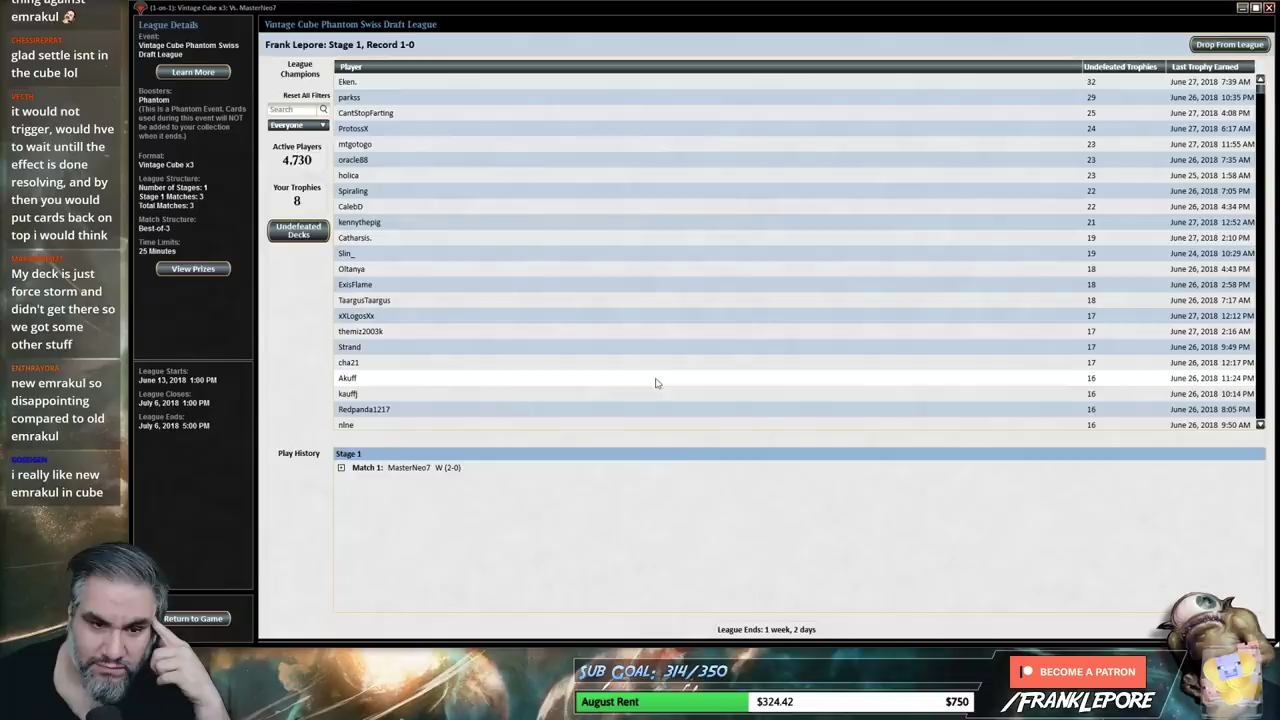 (1-on-1): Vintage Cube x3: Vs. MasterNeo7
thing against
emrakul
CHESSIREPRAT
glad settle isnt in
the cube lol
VECTH
it would not
trigger, would hve
to wait untill the
effect is done
resolving, and by
then you would
put cards back on
top i would think
My deck is just
force storm and
didn't get there so
we got some
other stuff
ENTHRAYDRA
new emrakul so
disappointing
compared to old
emrakul
i really like new
emrakul in cube
League Details
Event:
Vintage Cube Phantom Swiss
Draft League
Learn More
Boosters:
Phantom
(This is a Phantom Event. Cards
used during this event will NOT
be added to your collection
when it ends.)
Format:
Vintage Cube x3
League Structure:
Number of Stages: 1
Stage 1 Matches: 3
Total Matches: 3
Match Structure:
Best-of-3
Time Limits:
25 Minutes
View Prizes
League Starts:
June 13, 2018 1:00 PM
League Closes:
July 6, 2018 1:00 PM
League Ends:
July 6, 2018 5:00 PM
Return to Game
Vintage Cube Phantom Swiss Draft League
Frank Lepore: Stage 1, Record 1-0
Drop From League
League
Champions
Reset All Filters
Search
Everyone
Active Players
4,730
Your Trophies
8
Undefeated
Decks
Player Undefeated Trophies Last Trophy Earned
Eken. 32 June 27, 2018 7:39 AM
parkss 29 June 26, 2018 10:35 PM
CantStopFarting 25 June 27, 2018 4:08 PM
ProtossX 24 June 27, 2018 6:17 AM
mtgotogo 23 June 27, 2018 11:55 AM
oracle88 23 June 26, 2018 7:35 AM
holica 23 June 25, 2018 1:58 AM
Spiraling 22 June 27, 2018 7:05 PM
CalebD 22 June 27, 2018 4:34 PM
kennythepig 21 June 27, 2018 12:52 AM
Catharsis. 19 June 27, 2018 2:10 PM
Slin_ 19 June 24, 2018 10:29 AM
Oltanya 18 June 26, 2018 4:43 PM
ExisFlame 18 June 26, 2018 2:58 PM
TaargusTaargus 18 June 26, 2018 7:17 AM
xXLogosXx 17 June 27, 2018 12:12 PM
themiz2003k 17 June 27, 2018 2:16 AM
Strand 17 June 26, 2018 9:49 PM
cha21 17 June 26, 2018 12:17 PM
Akuff 16 June 26, 2018 11:24 PM
kauffj 16 June 26, 2018 10:14 PM
Redpanda1217 16 June 26, 2018 8:05 PM
nlne 16 June 26, 2018 9:50 AM
Play History
Stage 1
Match 1: MasterNeo7 W (2-0)
League Ends: 1 week, 2 days
SUB GOAL: 314/350
August Rent $324.42 $750
BECOME A PATRON
/FRANKLEPORE